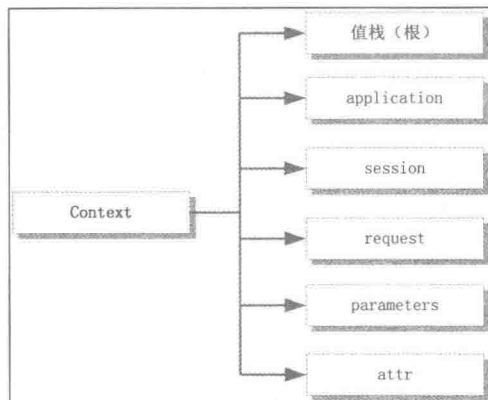 值栈（根）
application
session
Context
request
parameters
attr